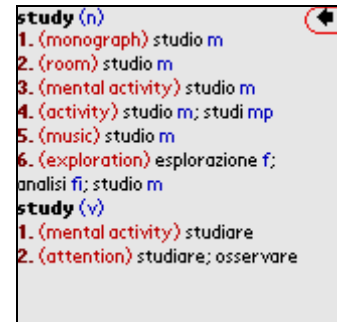 study (n)
1. (monograph) studio m
2. (room) studio m
3. (mental activity) studio m
4. (activity) studio m; studi mp
5. (music) studio m
6. (exploration) esplorazione f;
analisi fi; studio m
study (v)
1. (mental activity) studiare
2. (attention) studiare; osservare